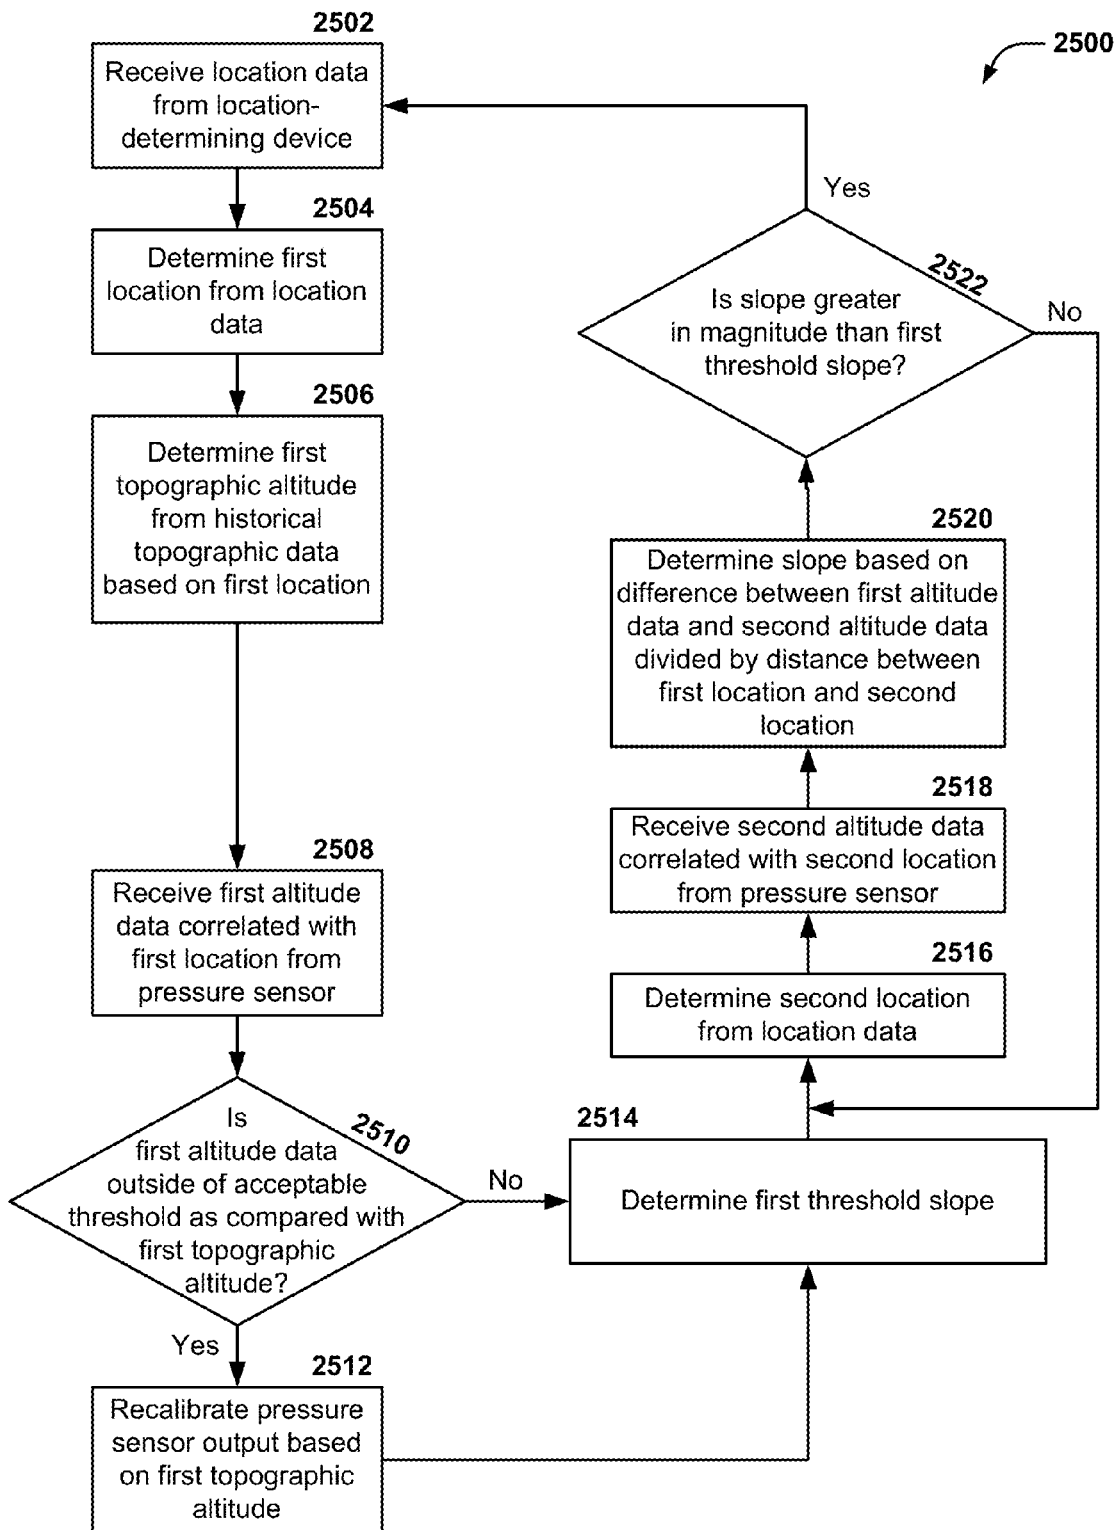 2502
Receive location data
from location-
determining device
2500
2504
Determine first
location from location
data
2506
Determine first
topographic altitude
from historical
topographic data
based on first location
2508
Receive first altitude
data correlated with
first location from
pressure sensor
2510
Is
first altitude data
outside of acceptable
threshold as compared with
first topographic
altitude?
No
Yes
2512
Recalibrate pressure
sensor output based
on first topographic
altitude
2514
Determine first threshold slope
2516
Determine second location
from location data
2518
Receive second altitude data
correlated with second location
from pressure sensor
2520
Determine slope based on
difference between first altitude
data and second altitude data
divided by distance between
first location and second
location
2522
Is slope greater
in magnitude than first
threshold slope?
Yes
No